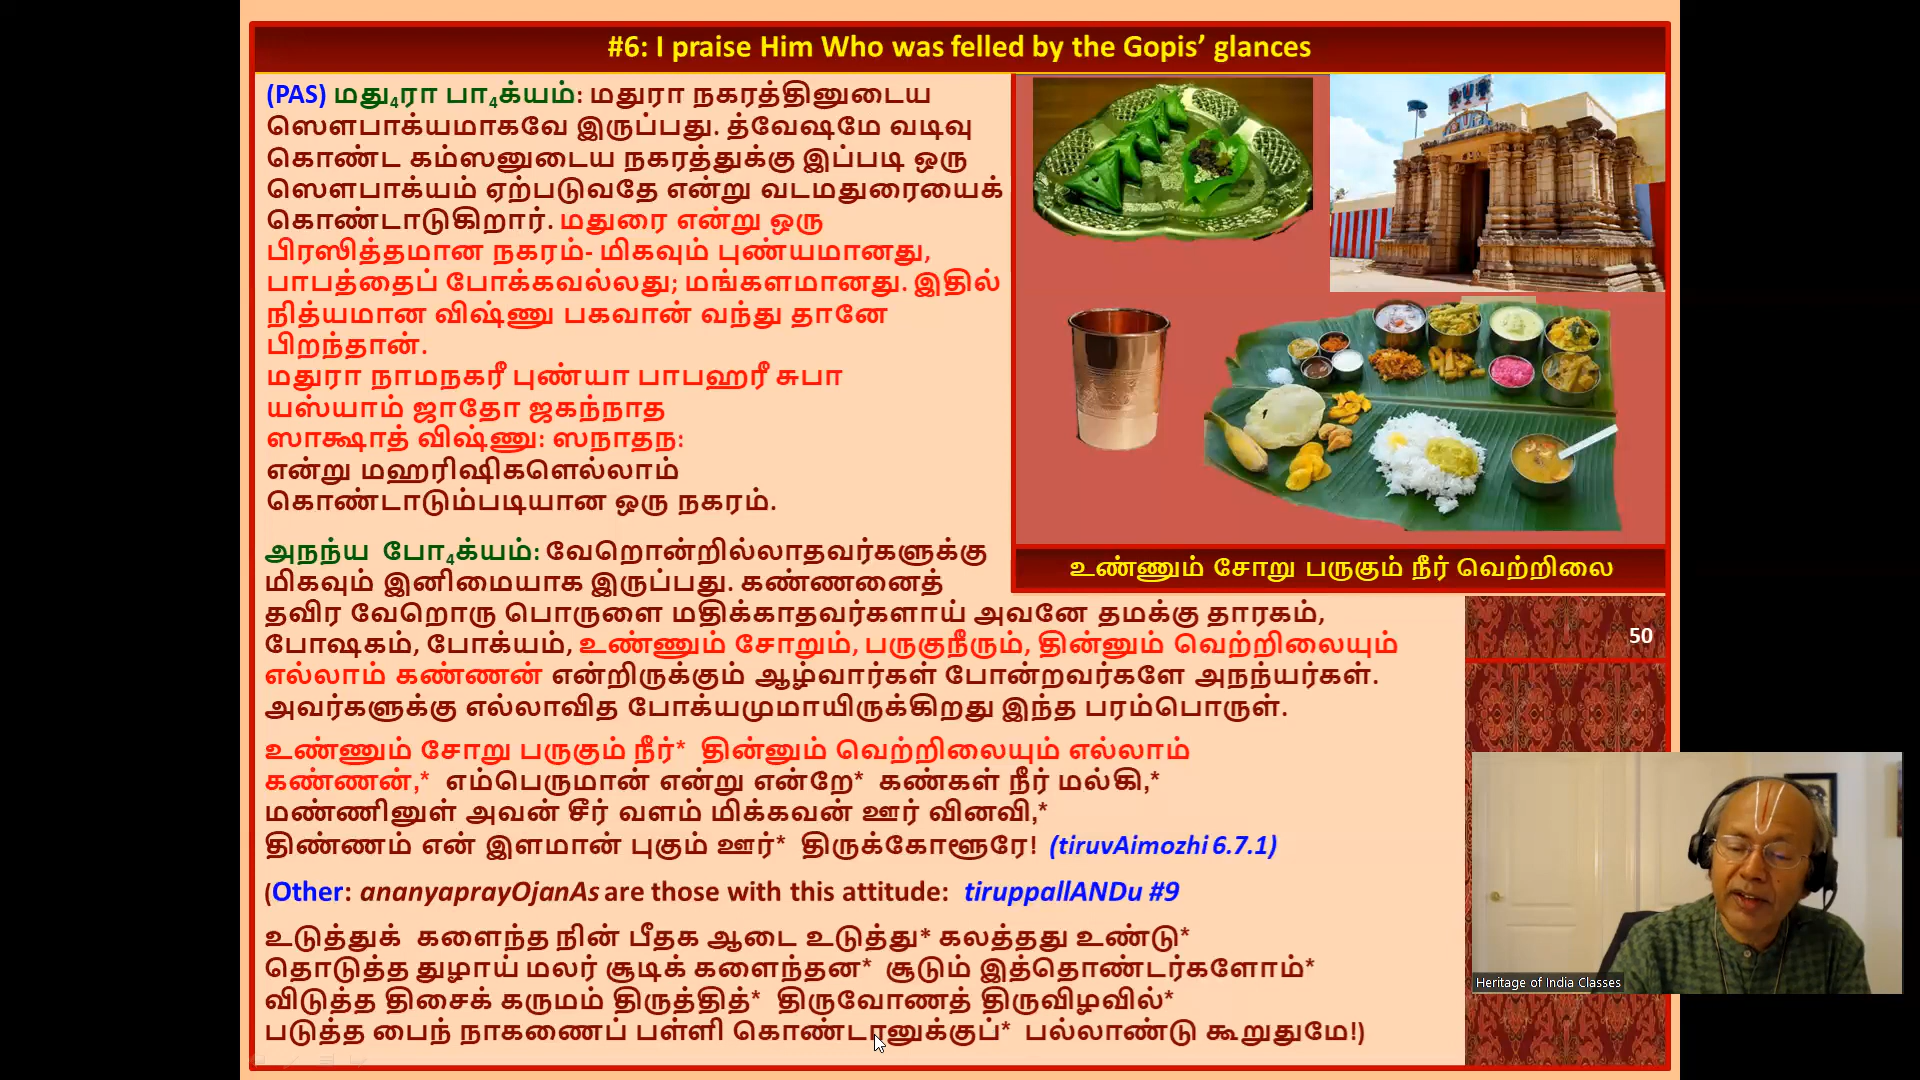 #6: I praise Him Who was felled by the Gopis’ glances
(PAS) மது4ரா பா4க்யம்: மதுரா நகரத்தினுடைய
ஸௌபாக்யமாகவே இருப்பது. த்வேஷமே வடிவு
கொண்ட கம்ஸனுடைய நகரத்துக்கு இப்படி ஒரு
ஸௌபாக்யம் ஏற்படுவதே என்று வடமதுரையைக்
கொண்டாடுகிறார். மதுரை என்று ஒரு
பிரஸித்தமான நகரம்- மிகவும் புண்யமானது,
பாபத்தைப் போக்கவல்லது; மங்களமானது. இதில்
நித்யமான விஷ்ணு பகவான் வந்து தானே
பிறந்தான்.
மதுரா நாமநகரீ புண்யா பாபஹரீ சுபா
யஸ்யாம் ஜாதோ ஜகந்நாத
ஸாக்ஷாத் விஷ்ணு: ஸநாதந:
என்று மஹரிஷிகளெல்லாம்
கொண்டாடும்படியான ஒரு நகரம்.
உண்ணும் சோறு பருகும் நீர் வெற்றிலை
அநந்ய போ4க்யம்: வேறொன்றில்லாதவர்களுக்கு
மிகவும் இனிமையாக இருப்பது. கண்ணனைத்
தவிர வேறொரு பொருளை மதிக்காதவர்களாய் அவனே தமக்கு தாரகம்,
போஷகம், போக்யம், உண்ணும் சோறும், பருகுநீரும், தின்னும் வெற்றிலையும்
எல்லாம் கண்ணன் என்றிருக்கும் ஆழ்வார்கள் போன்றவர்களே அநந்யர்கள்.
அவர்களுக்கு எல்லாவித போக்யமுமாயிருக்கிறது இந்த பரம்பொருள்.
50
உண்ணும் சோறு பருகும் நீர்* தின்னும் வெற்றிலையும் எல்லாம்
கண்ணன்,* எம்பெருமான் என்று என்றே* கண்கள் நீர் மல்கி,*
மண்ணினுள் அவன் சீர் வளம் மிக்கவன் ஊர் வினவி,*
திண்ணம் என் இளமான் புகும் ஊர்* திருக்கோளூரே! (tiruvAimozhi 6.7.1)
(Other: ananyaprayOjanAs are those with this attitude: tiruppallANDu #9
உடுத்துக் களைந்த நின் பீதக ஆடை உடுத்து* கலத்தது உண்டு*
தொடுத்த துழாய் மலர் சூடிக் களைந்தன* சூடும் இத்தொண்டர்களோம்*
விடுத்த திசைக் கருமம் திருத்தித்* திருவோணத் திருவிழவில்*
படுத்த பைந் நாகணைப் பள்ளி கொண்டானுக்குப்* பல்லாண்டு கூறுதுமே!)
Heritage of India Classes